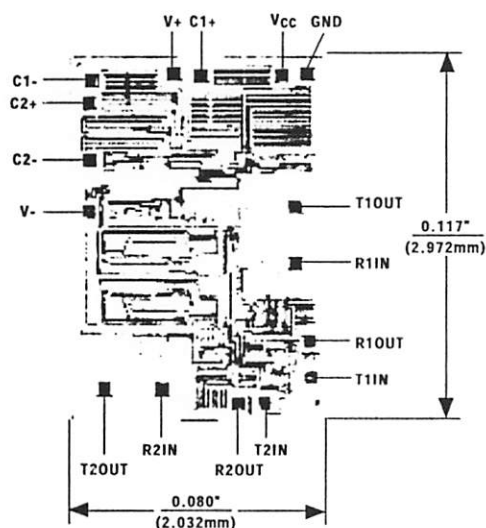 V+ C1+ VCC GND
C1-
C2+
C2-
V-
T1OUT
0.117"
(2.972mm)
R1IN
R1OUT
T1IN
T2OUT
R2IN
R2OUT
T2IN
0.080"
(2.032mm)